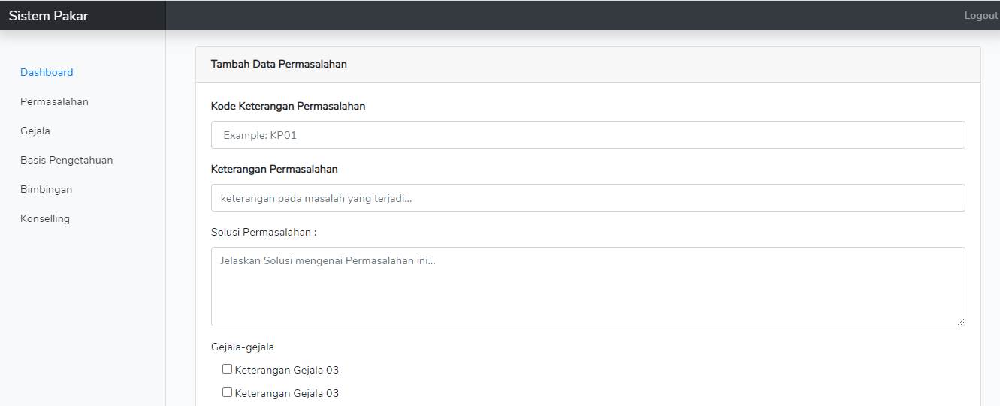 Sistem Pakar
Logout
Dashboard
Permasalahan
Gejala
Basis Pengetahuan
Bimbingan
Konselling
Tambah Data Permasalahan
Kode Keterangan Permasalahan
Example: KP01
Keterangan Permasalahan
keterangan pada masalah yang terjadi...
Solusi Permasalahan :
Jelaskan Solusi mengenai Permasalahan ini...
Gejala-gejala
Keterangan Gejala 03
Keterangan Gejala 03